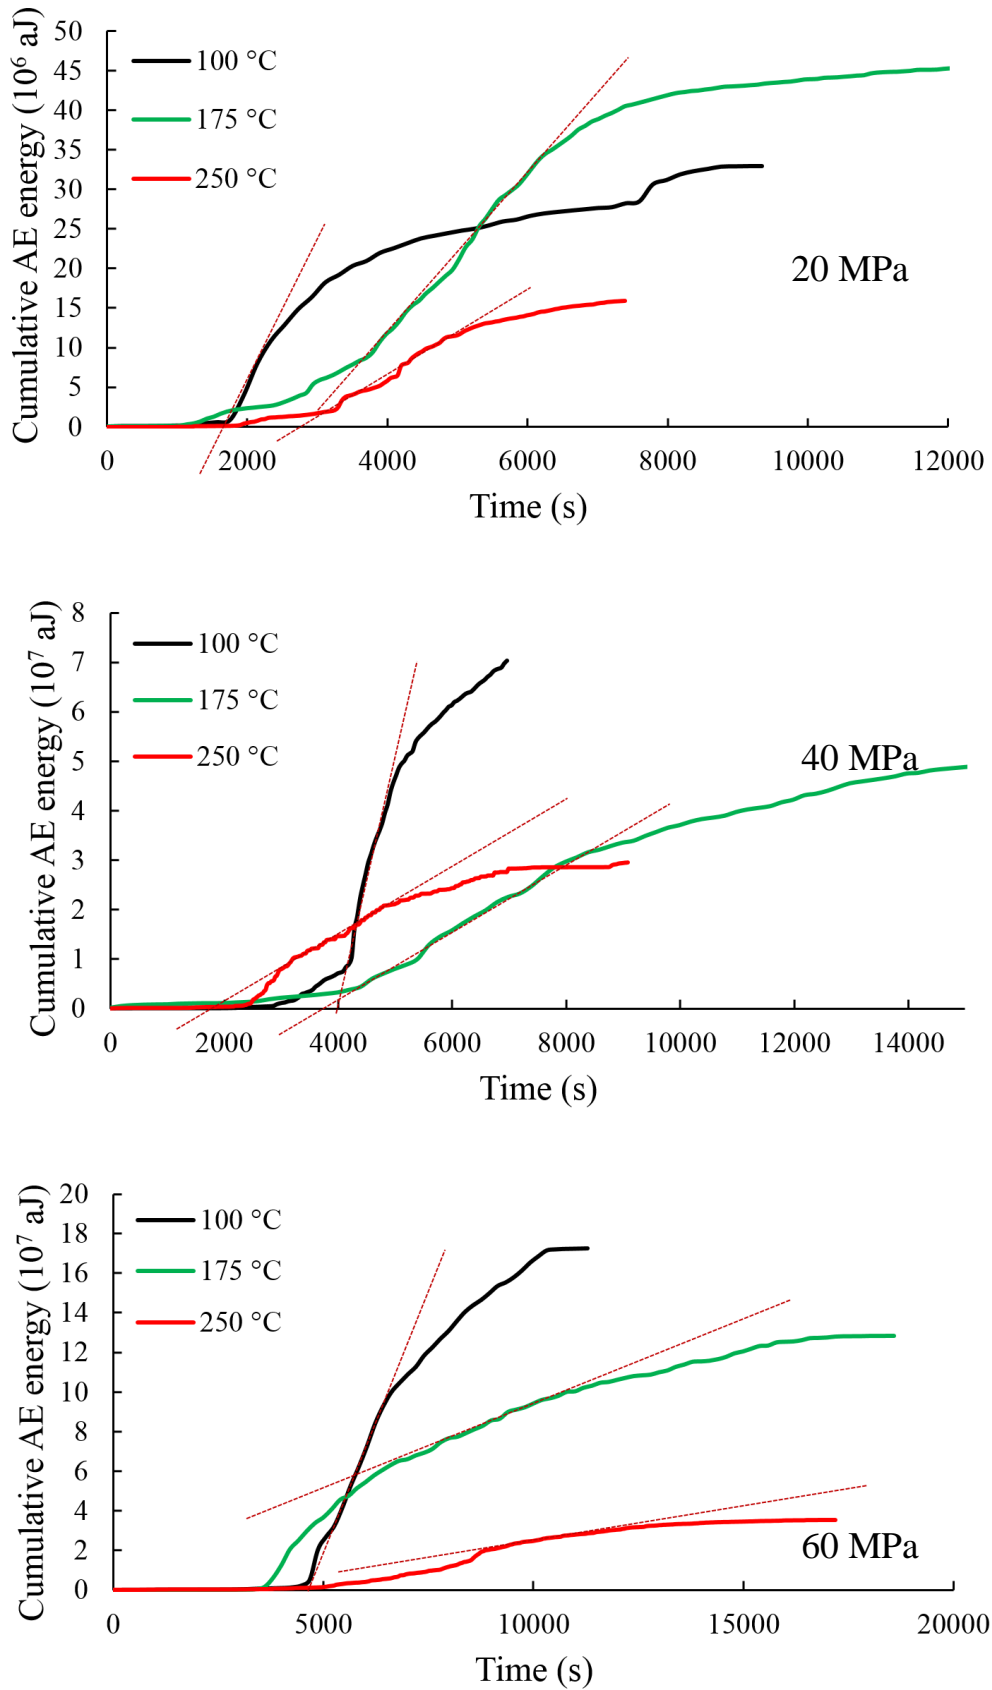 Cumulative AE energy (10⁶ aJ)
50
45
40
35
30
25
20
15
10
5
0
100 °C
175 °C
250 °C
20 MPa
0 2000 4000 6000 8000 10000 12000
Time (s)
Cumulative AE energy (10⁷ aJ)
8
7
6
5
4
3
2
1
0
100 °C
175 °C
250 °C
40 MPa
0 2000 4000 6000 8000 10000 12000 14000
Time (s)
Cumulative AE energy (10⁷ aJ)
20
18
16
14
12
10
8
6
4
2
0
100 °C
175 °C
250 °C
60 MPa
0 5000 10000 15000 20000
Time (s)